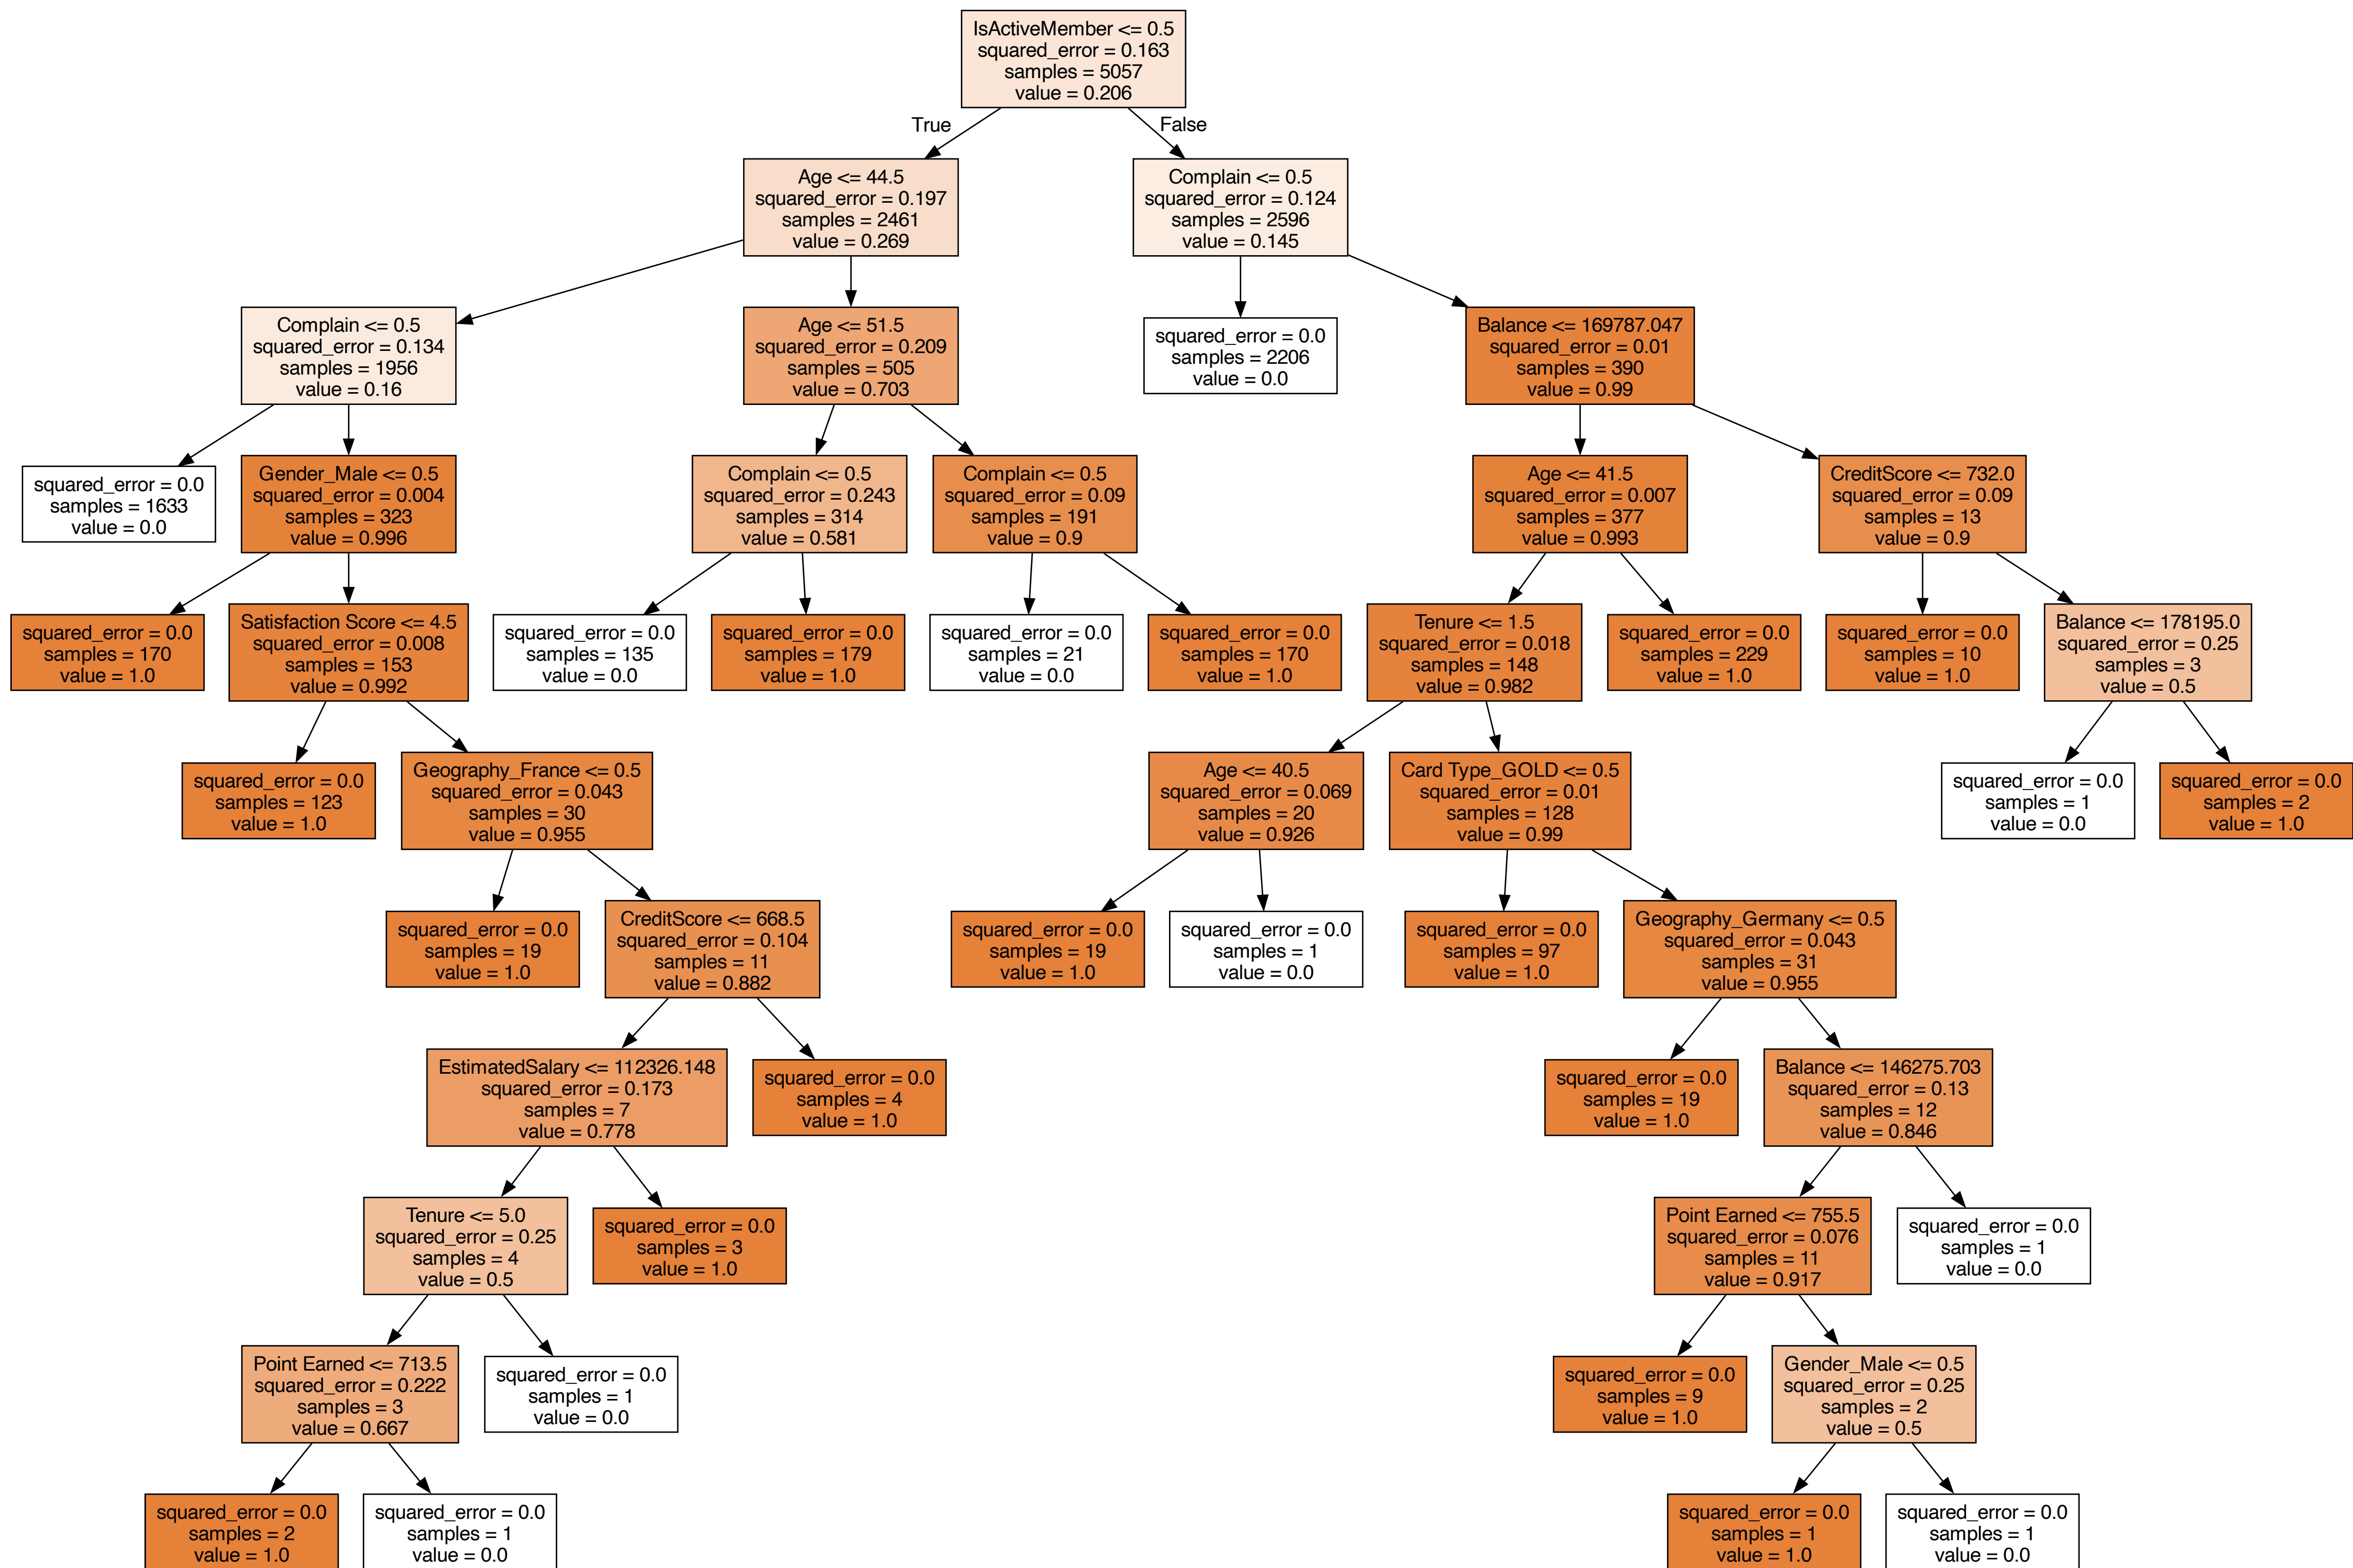 IsActiveMember <= 0.5
squared_error = 0.163
samples = 5057
value = 0.206
True
False
Age <= 44.5
squared_error = 0.197
samples = 2461
value = 0.269
Complain <= 0.5
squared_error = 0.124
samples = 2596
value = 0.145
Complain <= 0.5
squared_error = 0.134
samples = 1956
value = 0.16
Age <= 51.5
squared_error = 0.209
samples = 505
value = 0.703
squared_error = 0.0
samples = 2206
value = 0.0
Balance <= 169787.047
squared_error = 0.01
samples = 390
value = 0.99
squared_error = 0.0
samples = 1633
value = 0.0
Gender_Male <= 0.5
squared_error = 0.004
samples = 323
value = 0.996
Complain <= 0.5
squared_error = 0.243
samples = 314
value = 0.581
Complain <= 0.5
squared_error = 0.09
samples = 191
value = 0.9
Age <= 41.5
squared_error = 0.007
samples = 377
value = 0.993
CreditScore <= 732.0
squared_error = 0.09
samples = 13
value = 0.9
squared_error = 0.0
samples = 170
value = 1.0
Satisfaction Score <= 4.5
squared_error = 0.008
samples = 153
value = 0.992
squared_error = 0.0
samples = 135
value = 0.0
squared_error = 0.0
samples = 179
value = 1.0
squared_error = 0.0
samples = 21
value = 0.0
squared_error = 0.0
samples = 170
value = 1.0
Tenure <= 1.5
squared_error = 0.018
samples = 148
value = 0.982
squared_error = 0.0
samples = 229
value = 1.0
squared_error = 0.0
samples = 10
value = 1.0
Balance <= 178195.0
squared_error = 0.25
samples = 3
value = 0.5
squared_error = 0.0
samples = 123
value = 1.0
Geography_France <= 0.5
squared_error = 0.043
samples = 30
value = 0.955
Age <= 40.5
squared_error = 0.069
samples = 20
value = 0.926
Card Type_GOLD <= 0.5
squared_error = 0.01
samples = 128
value = 0.99
squared_error = 0.0
samples = 1
value = 0.0
squared_error = 0.0
samples = 2
value = 1.0
squared_error = 0.0
samples = 19
value = 1.0
CreditScore <= 668.5
squared_error = 0.104
samples = 11
value = 0.882
squared_error = 0.0
samples = 19
value = 1.0
squared_error = 0.0
samples = 1
value = 0.0
squared_error = 0.0
samples = 97
value = 1.0
Geography_Germany <= 0.5
squared_error = 0.043
samples = 31
value = 0.955
EstimatedSalary <= 112326.148
squared_error = 0.173
samples = 7
value = 0.778
squared_error = 0.0
samples = 4
value = 1.0
squared_error = 0.0
samples = 19
value = 1.0
Balance <= 146275.703
squared_error = 0.13
samples = 12
value = 0.846
Tenure <= 5.0
squared_error = 0.25
samples = 4
value = 0.5
squared_error = 0.0
samples = 3
value = 1.0
Point Earned <= 755.5
squared_error = 0.076
samples = 11
value = 0.917
squared_error = 0.0
samples = 1
value = 0.0
Point Earned <= 713.5
squared_error = 0.222
samples = 3
value = 0.667
squared_error = 0.0
samples = 1
value = 0.0
squared_error = 0.0
samples = 9
value = 1.0
Gender_Male <= 0.5
squared_error = 0.25
samples = 2
value = 0.5
squared_error = 0.0
samples = 2
value = 1.0
squared_error = 0.0
samples = 1
value = 0.0
squared_error = 0.0
samples = 1
value = 1.0
squared_error = 0.0
samples = 1
value = 0.0